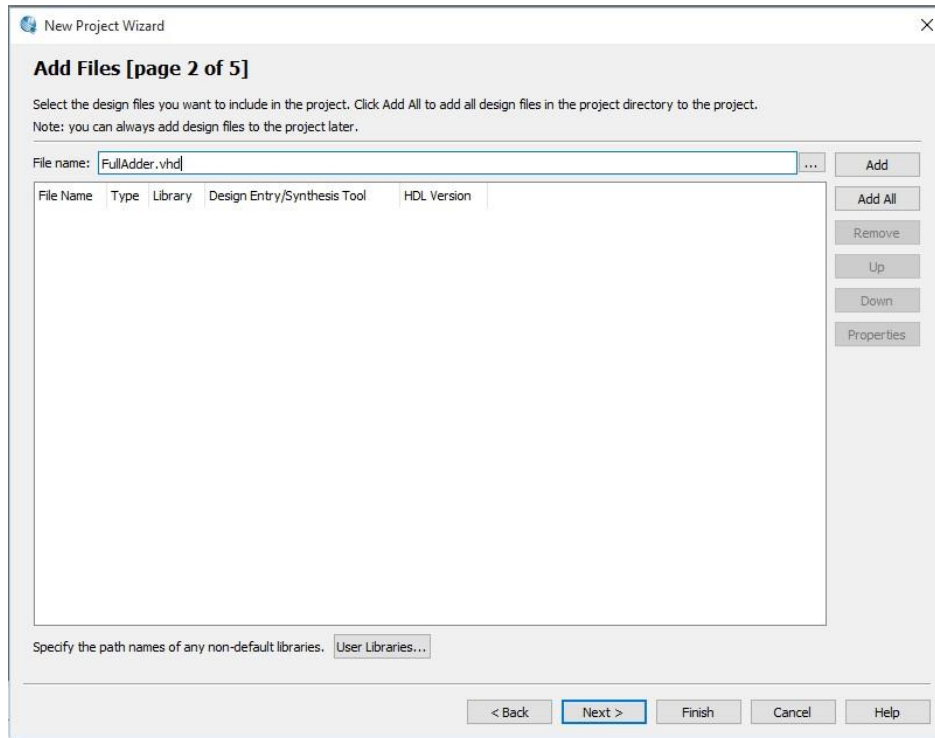 New Project Wizard
Add Files [page 2 of 5]
Select the design files you want to include in the project. Click Add All to add all design files in the project directory to the project.
Note: you can always add design files to the project later.
File name: FullAdder.vhd ... Add
File Name Type Library Design Entry/Synthesis Tool HDL Version Add All
Remove
Up
Down
Properties
Specify the path names of any non-default libraries. User Libraries...
< Back Next > Finish Cancel Help